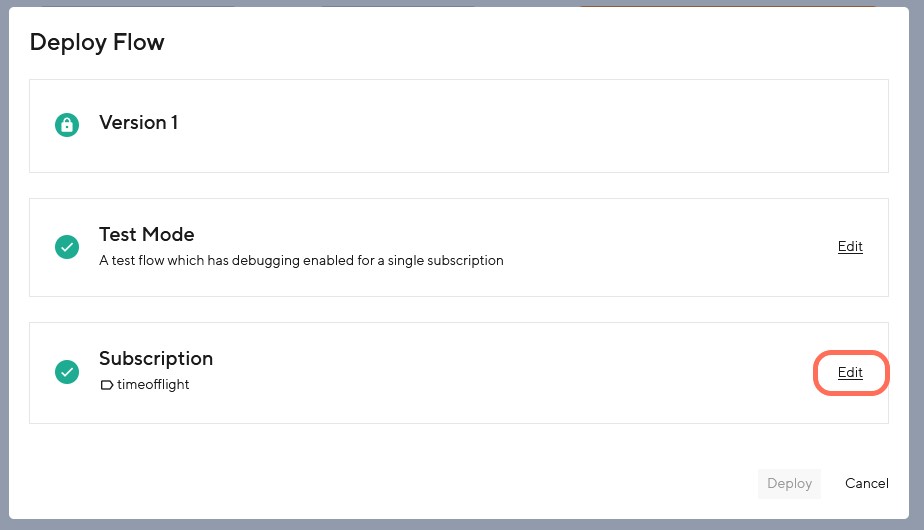 Deploy Flow
Version 1
Test Mode
A test flow which has debugging enabled for a single subscription
Edit
Subscription
timeofflight
Edit
Deploy
Cancel